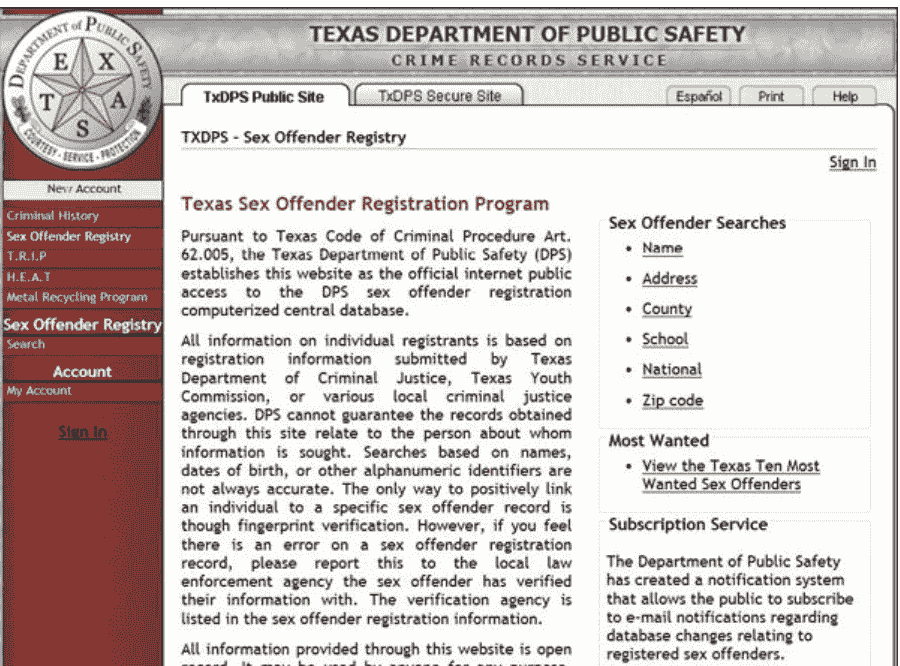 DEPARTMENT of PUBLIC SAFETY
TEXAS
COURTESY - SERVICE - PROTECTION
TEXAS DEPARTMENT OF PUBLIC SAFETY
CRIME RECORDS SERVICE
TxDPS Public Site
TxDPS Secure Site
Español
Print
Help
TXDPS - Sex Offender Registry
Sign In
New Account
Criminal History
Sex Offender Registry
T.R.I.P
H.E.A.T
Metal Recycling Program
Sex Offender Registry
Search
Account
My Account
Sign In
Texas Sex Offender Registration Program
Pursuant to Texas Code of Criminal Procedure Art.
62.005, the Texas Department of Public Safety (DPS)
establishes this website as the official internet public
access to the DPS sex offender registration
computerized central database.
All information on individual registrants is based on
registration information submitted by Texas
Department of Criminal Justice, Texas Youth
Commission, or various local criminal justice
agencies. DPS cannot guarantee the records obtained
through this site relate to the person about whom
information is sought. Searches based on names,
dates of birth, or other alphanumeric identifiers are
not always accurate. The only way to positively link
an individual to a specific sex offender record is
though fingerprint verification. However, if you feel
there is an error on a sex offender registration
record, please report this to the local law
enforcement agency the sex offender has verified
their information with. The verification agency is
listed in the sex offender registration information.
All information provided through this website is open
record. It may be used by anyone for any purpose.
Sex Offender Searches
• Name
• Address
• County
• School
• National
• Zip code
Most Wanted
• View the Texas Ten Most
Wanted Sex Offenders
Subscription Service
The Department of Public Safety
has created a notification system
that allows the public to subscribe
to e-mail notifications regarding
database changes relating to
registered sex offenders.